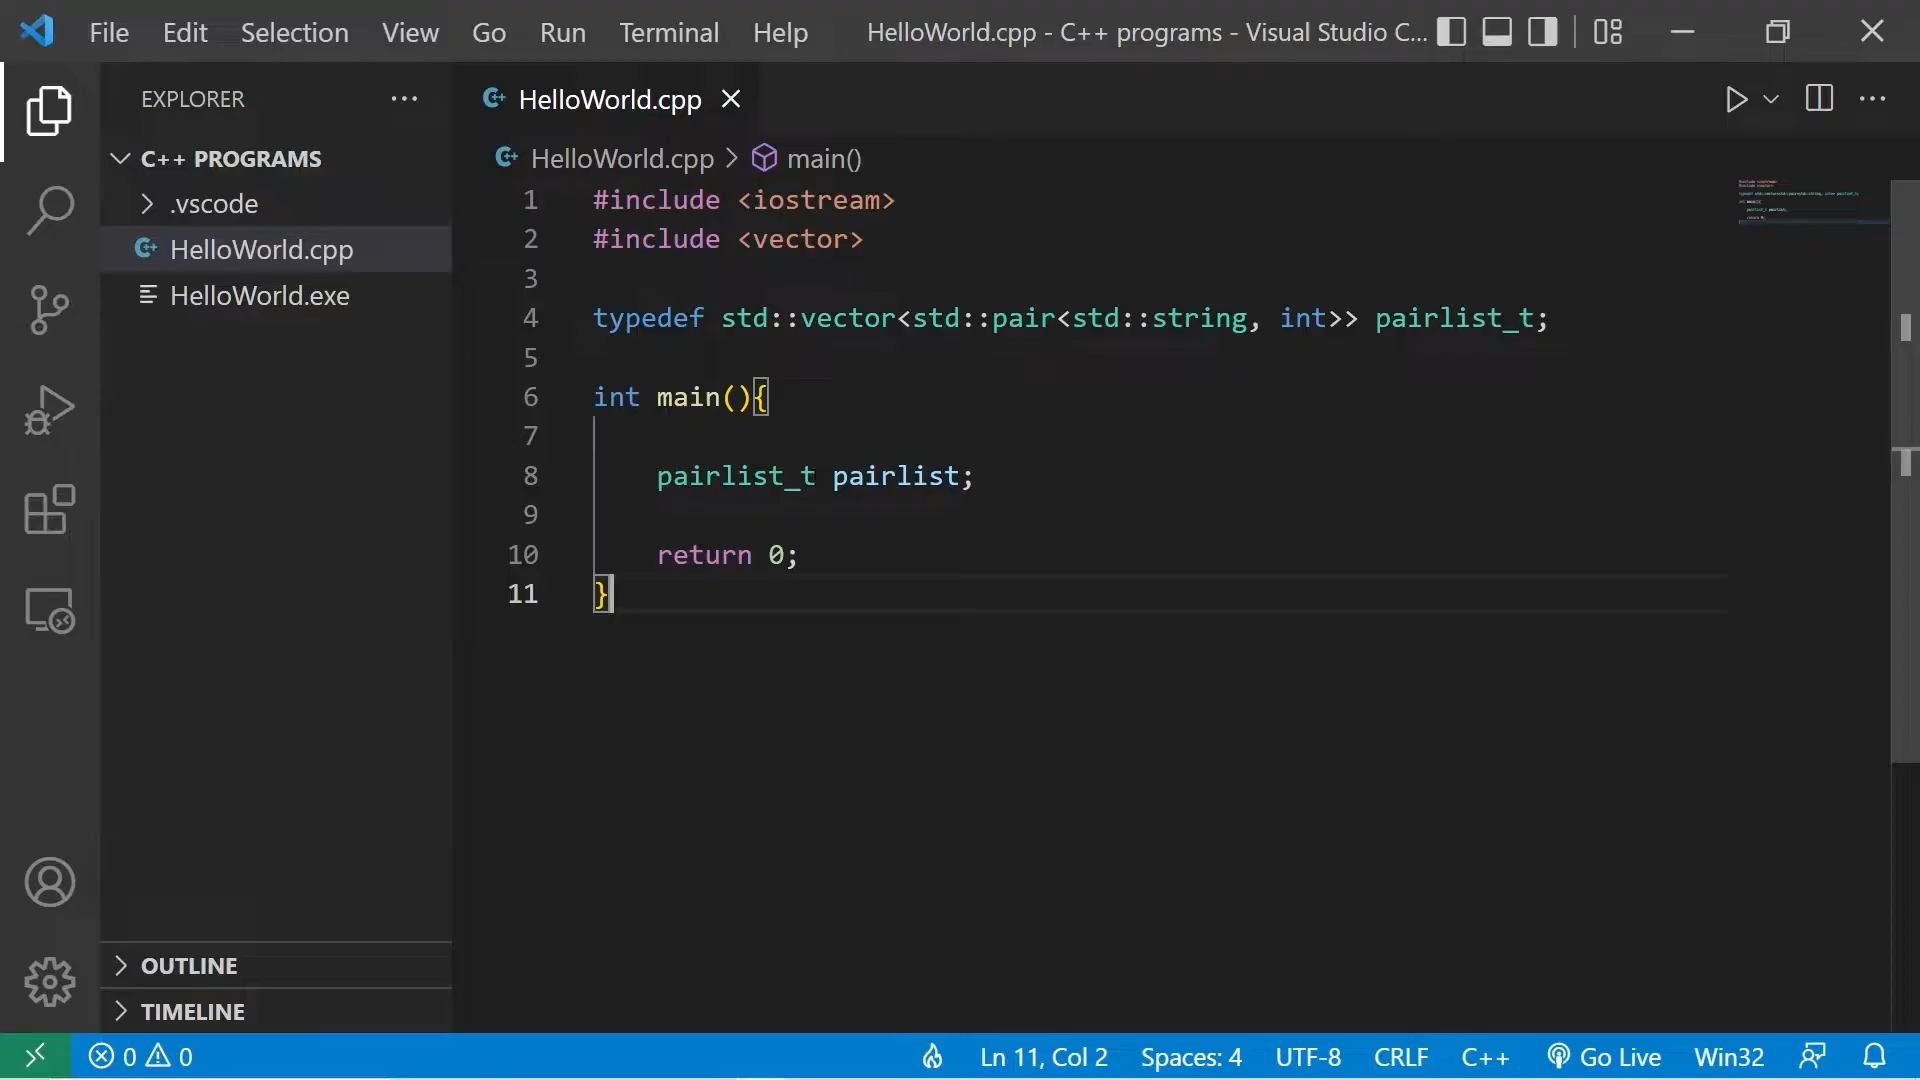 File Edit Selection View Go Run Terminal Help HelloWorld.cpp - C++ programs - Visual Studio C...
EXPLORER
C++ PROGRAMS
.vscode
HelloWorld.cpp
HelloWorld.exe
OUTLINE
TIMELINE
HelloWorld.cpp
HelloWorld.cpp > main()
1 #include <iostream>
2 #include <vector>
3
4 typedef std::vector<std::pair<std::string, int>> pairlist_t;
5
6 int main(){
7
8 pairlist_t pairlist;
9
10 return 0;
11 }
0 0 Ln 11, Col 2 Spaces: 4 UTF-8 CRLF C++ Go Live Win32